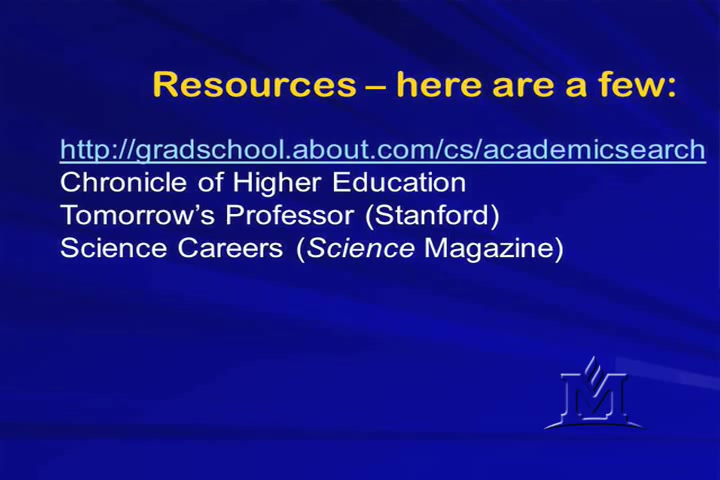 Resources – here are a few:
http://gradschool.about.com/cs/academicsearch
Chronicle of Higher Education
Tomorrow’s Professor (Stanford)
Science Careers (Science Magazine)
M